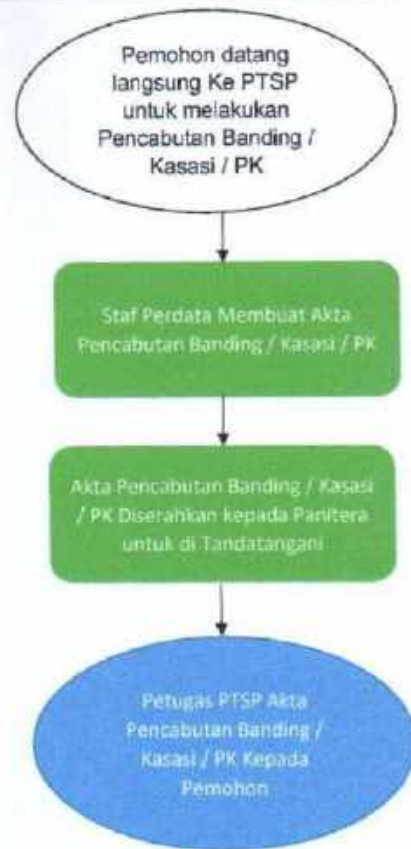 Pemohon datang
langsung Ke PTSP
untuk melakukan
Pencabutan Banding /
Kasasi / PK
Staf Perdata Membuat Akta
Pencabutan Banding / Kasasi / PK
Akta Pencabutan Banding / Kasasi
/ PK Diserahkan kepada Panitera
untuk di Tandatangani
Petugas PTSP Akta
Pencabutan Banding /
Kasasi / PK Kepada
Pemohon